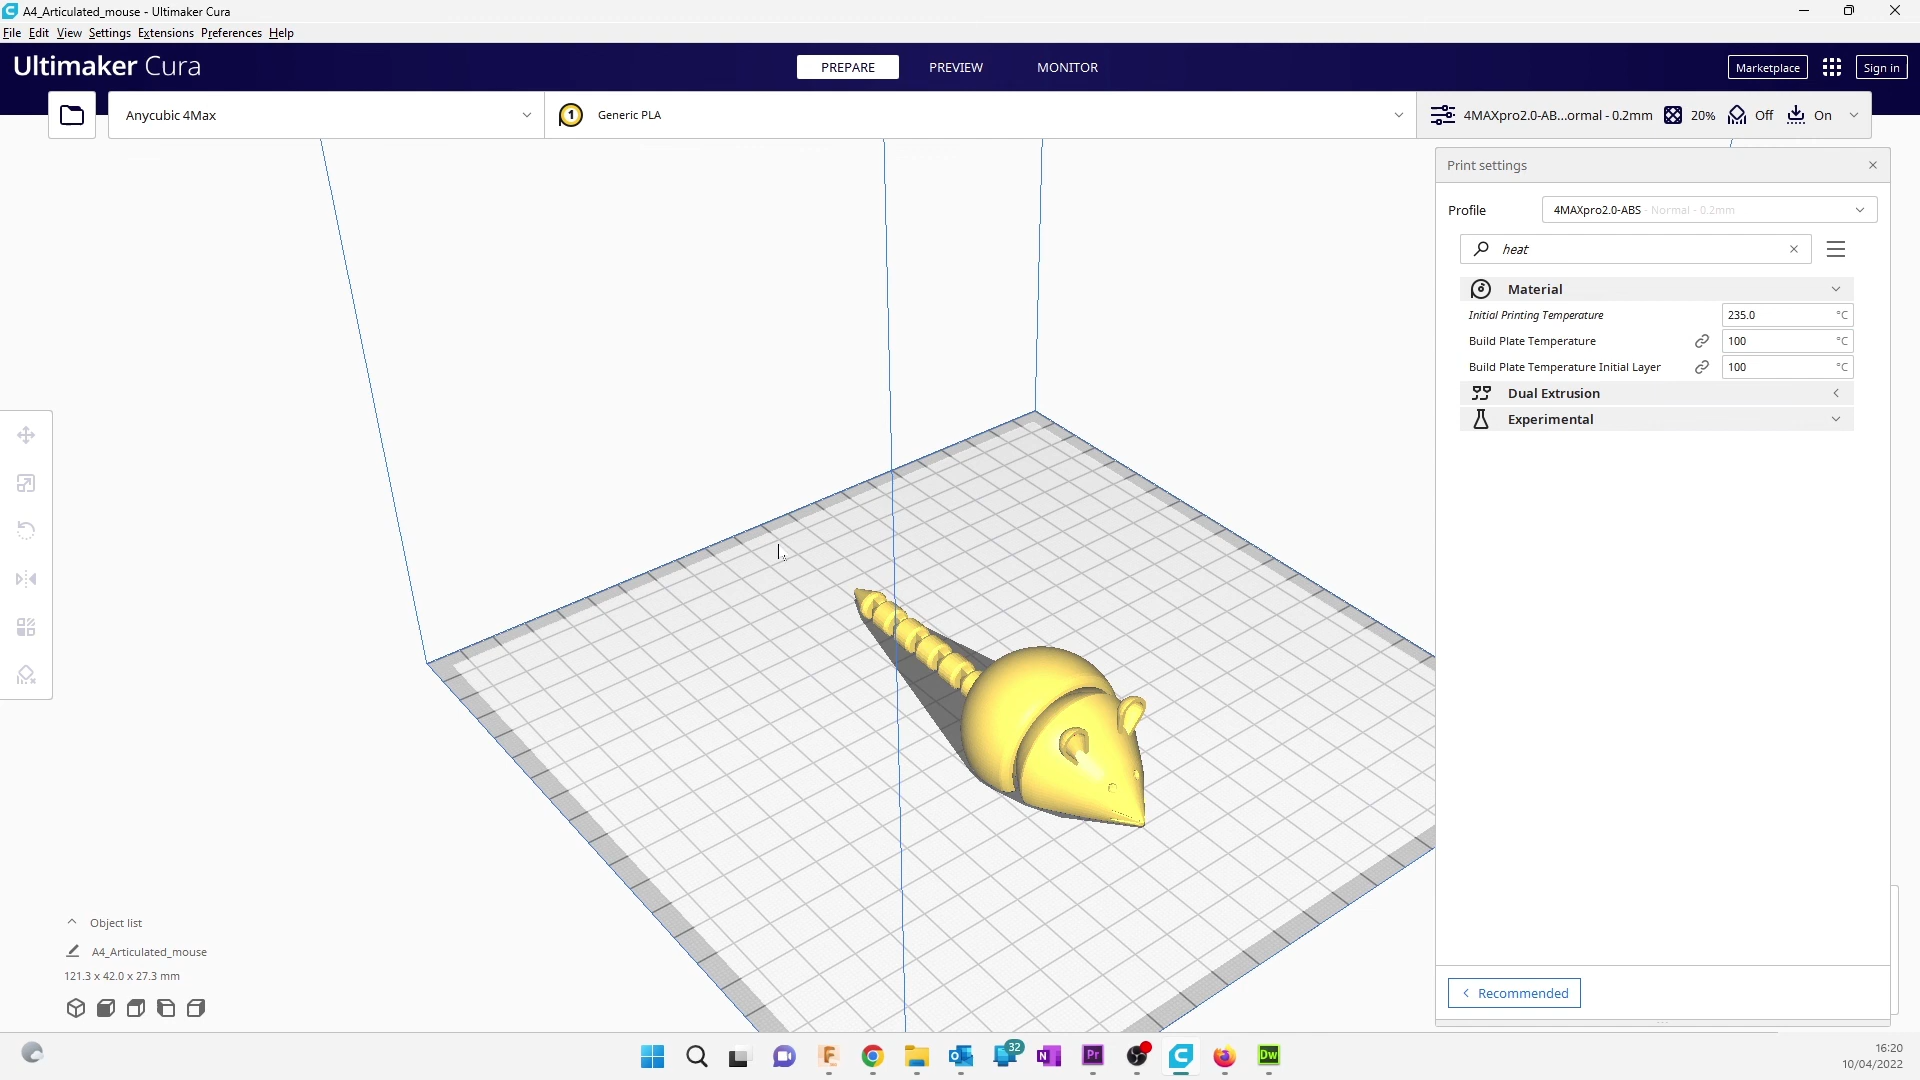 A4_Articulated_mouse - Ultimaker Cura
File Edit View Settings Extensions Preferences Help
Ultimaker Cura
PREPARE
PREVIEW
MONITOR
Marketplace
Sign in
Anycubic 4Max
1
Generic PLA
4MAXpro2.0-AB...ormal - 0.2mm
20%
Off
On
Print settings
Profile
4MAXpro2.0-ABS - Normal - 0.2mm
heat
Material
Initial Printing Temperature
235.0 °C
Build Plate Temperature
100 °C
Build Plate Temperature Initial Layer
100 °C
Dual Extrusion
Experimental
Object list
A4_Articulated_mouse
121.3 x 42.0 x 27.3 mm
Recommended
32
N
Pr
Dw
16:20
10/04/2022